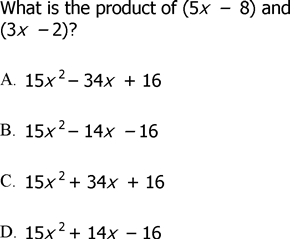 What is the product of (5x − 8) and
(3x − 2)?
A. 15x² − 34x + 16
B. 15x² − 14x − 16
C. 15x² + 34x + 16
D. 15x² + 14x − 16